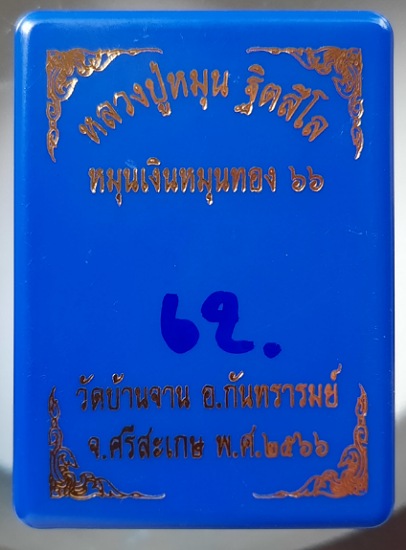 หลวงปู่หมุน ฐิตสีโล
หมุนเงินหมุนทอง ๖๖
๖๒.
วัดบ้านจาน อ.กันทรารมย์
จ.ศรีสะเกษ พ.ศ.๒๕๖๖